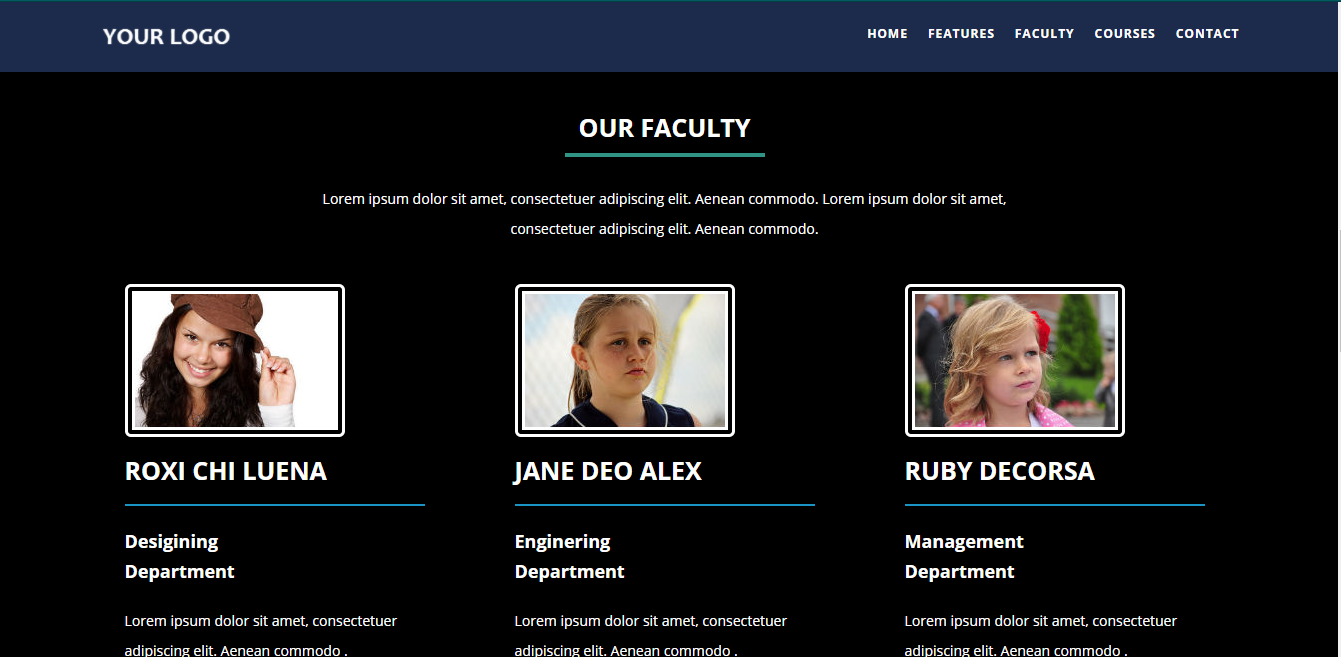 YOUR LOGO
HOME FEATURES FACULTY COURSES CONTACT
OUR FACULTY
Lorem ipsum dolor sit amet, consectetuer adipiscing elit. Aenean commodo. Lorem ipsum dolor sit amet,
consectetuer adipiscing elit. Aenean commodo.
ROXI CHI LUENA
Desigining
Department
Lorem ipsum dolor sit amet, consectetuer
adipiscing elit. Aenean commodo .
JANE DEO ALEX
Enginering
Department
Lorem ipsum dolor sit amet, consectetuer
adipiscing elit. Aenean commodo .
RUBY DECORSA
Management
Department
Lorem ipsum dolor sit amet, consectetuer
adipiscing elit. Aenean commodo .